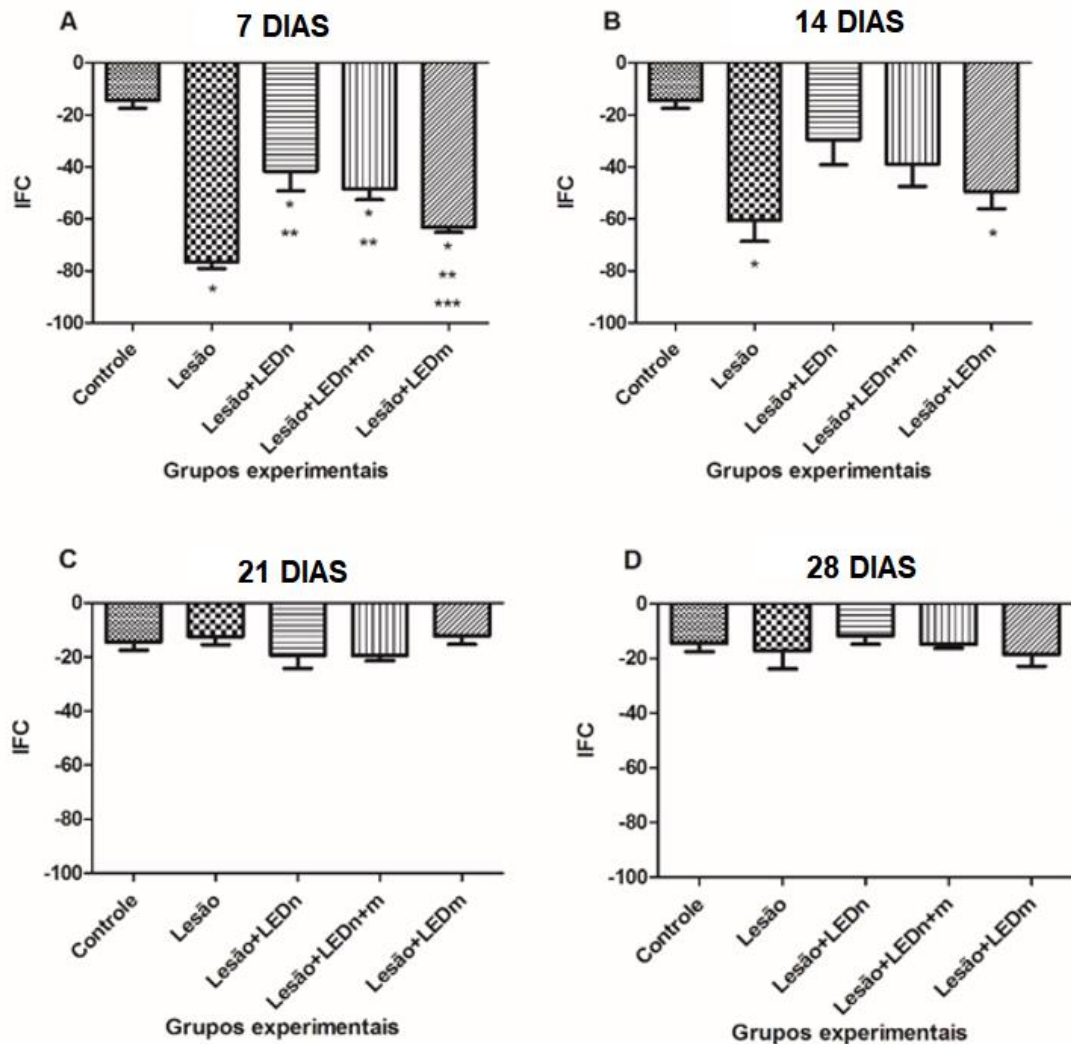 A
7 DIAS
0
-20
-40
-60
-80
-100
IFC
*
*
**
*
**
*
**
***
Controle
Lesão
Lesão+LEDn
Lesão+LEDn+m
Lesão+LEDm
Grupos experimentais
B
14 DIAS
0
-20
-40
-60
-80
-100
IFC
*
*
Controle
Lesão
Lesão+LEDn
Lesão+LEDn+m
Lesão+LEDm
Grupos experimentais
C
21 DIAS
0
-20
-40
-60
-80
-100
IFC
Controle
Lesão
Lesão+LEDn
Lesão+LEDn+m
Lesão+LEDm
Grupos experimentais
D
28 DIAS
0
-20
-40
-60
-80
-100
IFC
Controle
Lesão
Lesão+LEDn
Lesão+LEDn+m
Lesão+LEDm
Grupos experimentais